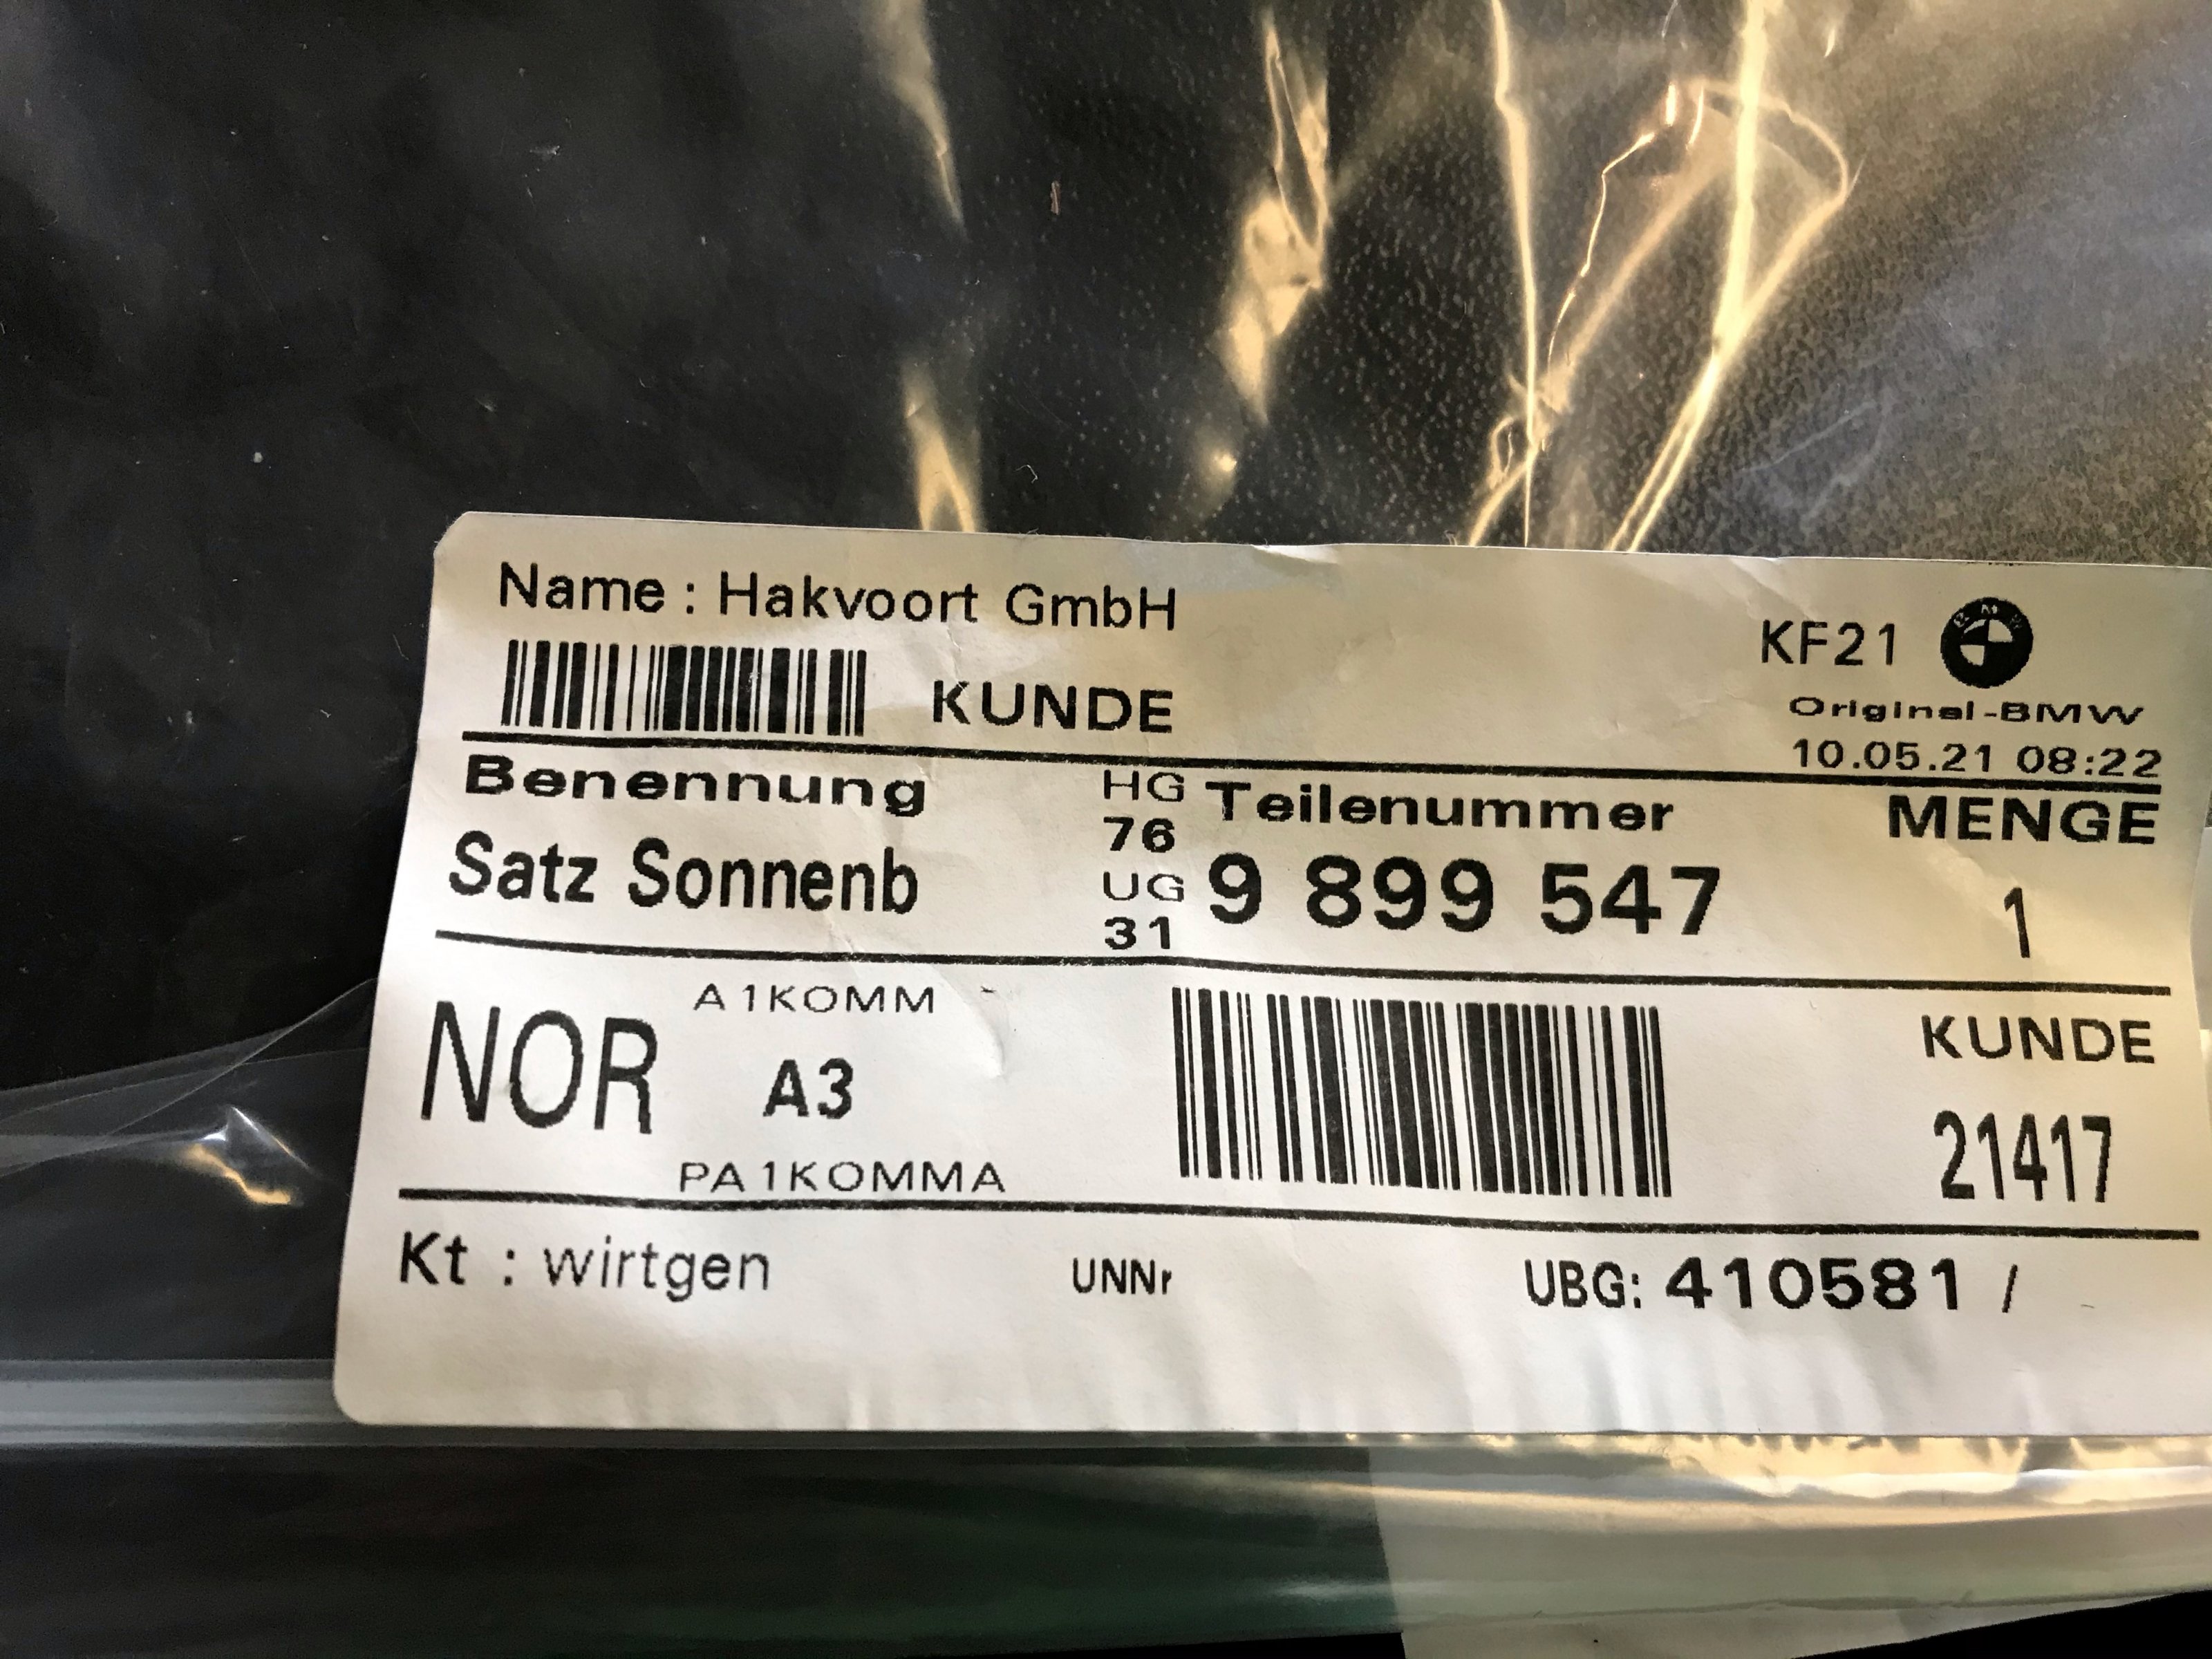 Name : Hakvoort GmbH
KF21
KUNDE
Original-BMW
10.05.21 08:22
Benennung
HG
76
Teilenummer
MENGE
Satz Sonnenb
UG
31
9 899 547
1
NOR
A1KOMM
A3
PA1KOMMA
KUNDE
21417
Kt : wirtgen
UNNr
UBG: 410581 /